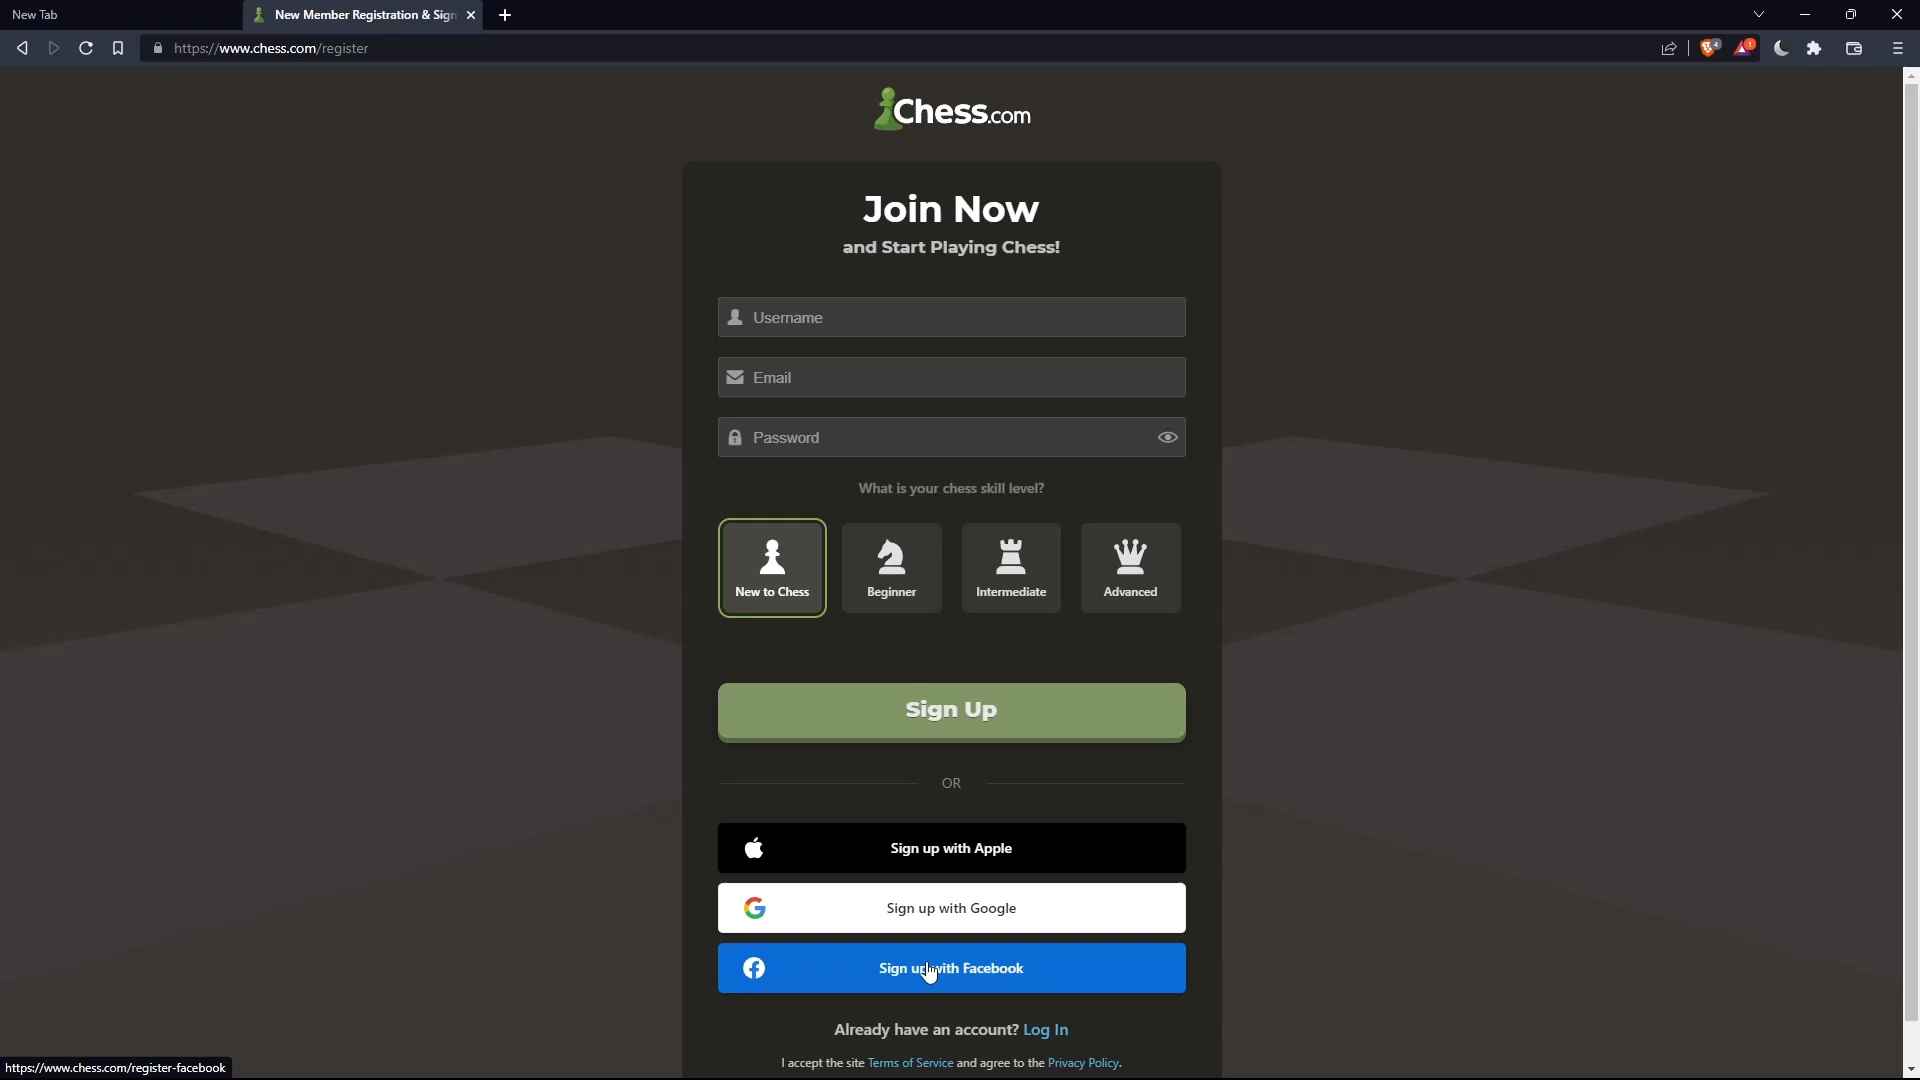 New Tab
New Member Registration & Sign
https://www.chess.com/register
4
1
Chess.com
Join Now
and Start Playing Chess!
Username
Email
Password
What is your chess skill level?
New to Chess
Beginner
Intermediate
Advanced
Sign Up
OR
Sign up with Apple
Sign up with Google
Sign up with Facebook
Already have an account? Log In
I accept the site Terms of Service and agree to the Privacy Policy.
https://www.chess.com/register-facebook